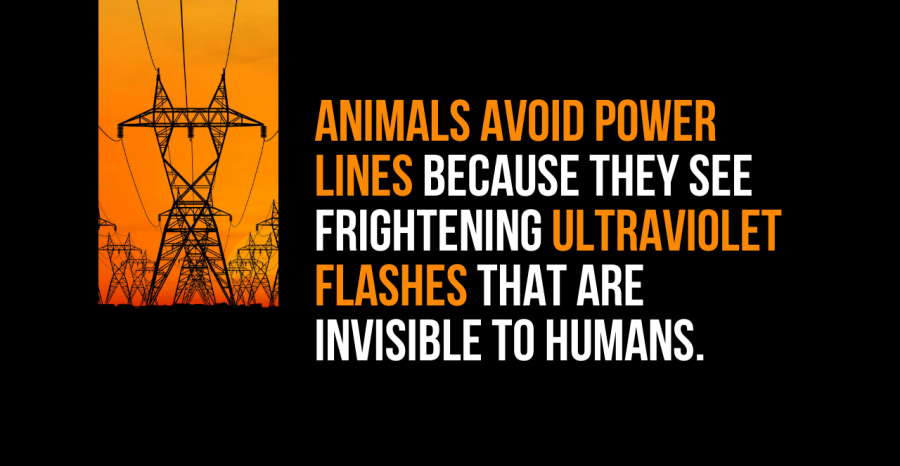 ANIMALS AVOID POWER
LINES BECAUSE THEY SEE
FRIGHTENING ULTRAVIOLET
FLASHES THAT ARE
INVISIBLE TO HUMANS.